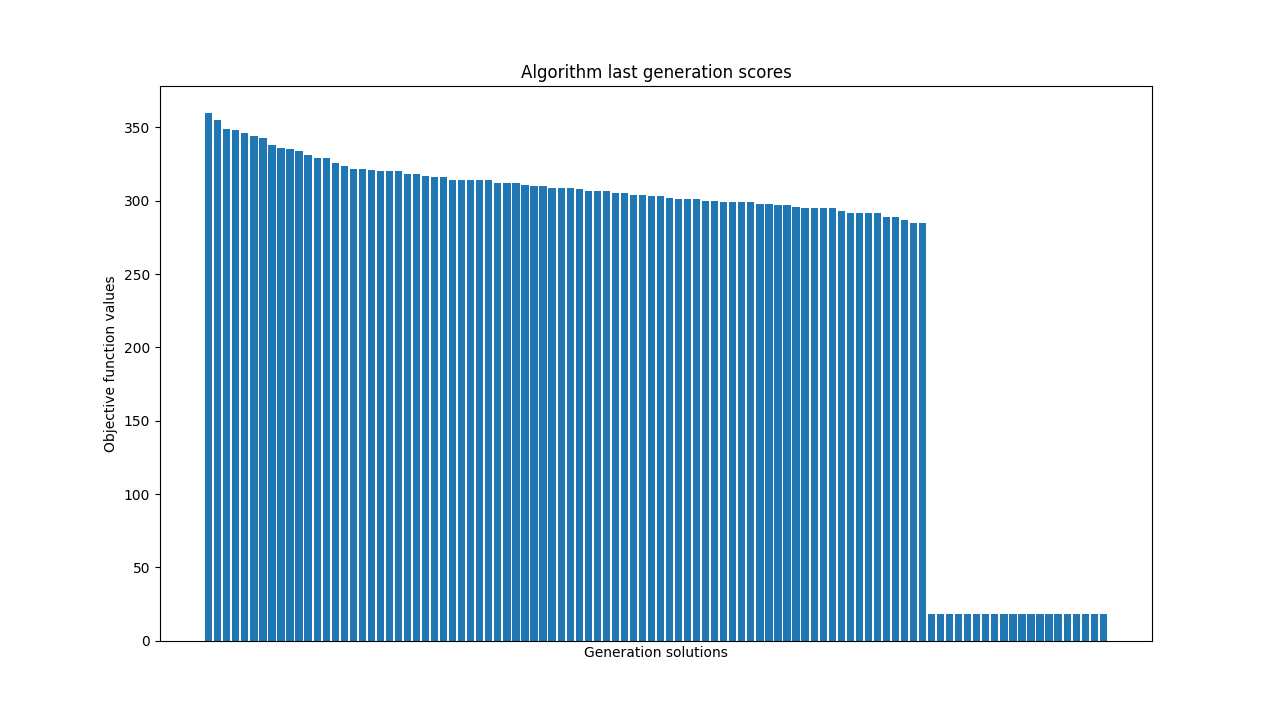 Algorithm last generation scores
350
300
250
200
150
100
50
0
Objective function values
Generation solutions